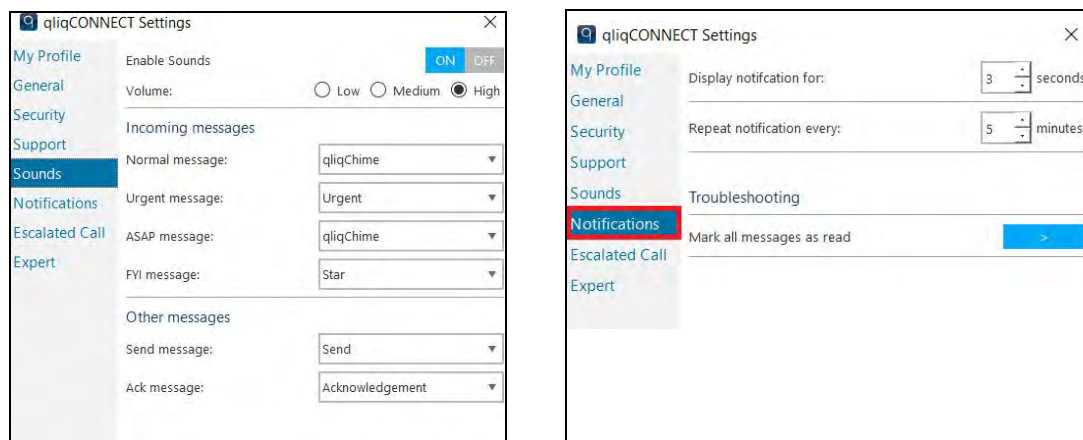 qliqCONNECT Settings
My Profile
General
Security
Support
Sounds
Notifications
Escalated Call
Expert
Enable Sounds ON OFF
Volume: Low Medium High
Incoming messages
Normal message: qliqChime
Urgent message: Urgent
ASAP message: qliqChime
FYI message: Star
Other messages
Send message: Send
Ack message: Acknowledgement
qliqCONNECT Settings
My Profile
General
Security
Support
Sounds
Notifications
Escalated Call
Expert
Display notifcation for: 3 seconds
Repeat notification every: 5 minutes
Troubleshooting
Mark all messages as read >